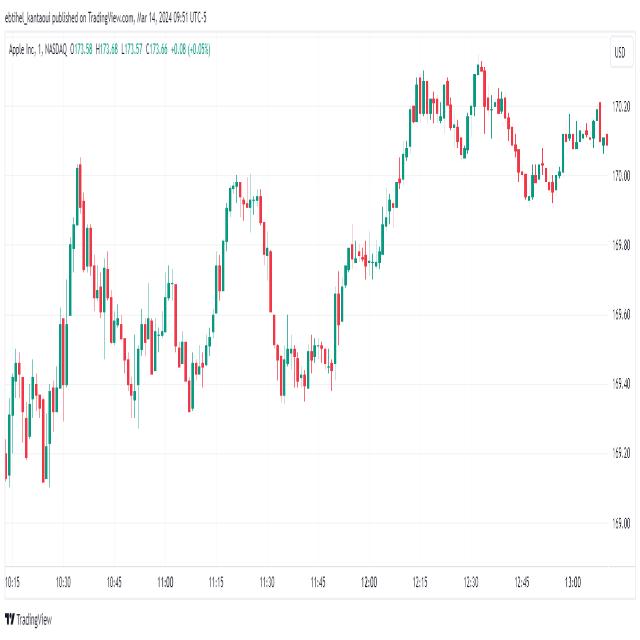 ebtihel_kantaoui published on TradingView.com, Mar 14, 2024 09:51 UTC-5
Apple Inc, 1, NASDAQ O173.58 H173.68 L173.57 C173.66 +0.08 (+0.05%)
USD
170.20
170.00
169.80
169.60
169.40
169.20
169.00
10:15 10:30 10:45 11:00 11:15 11:30 11:45 12:00 12:15 12:30 12:45 13:00
TradingView